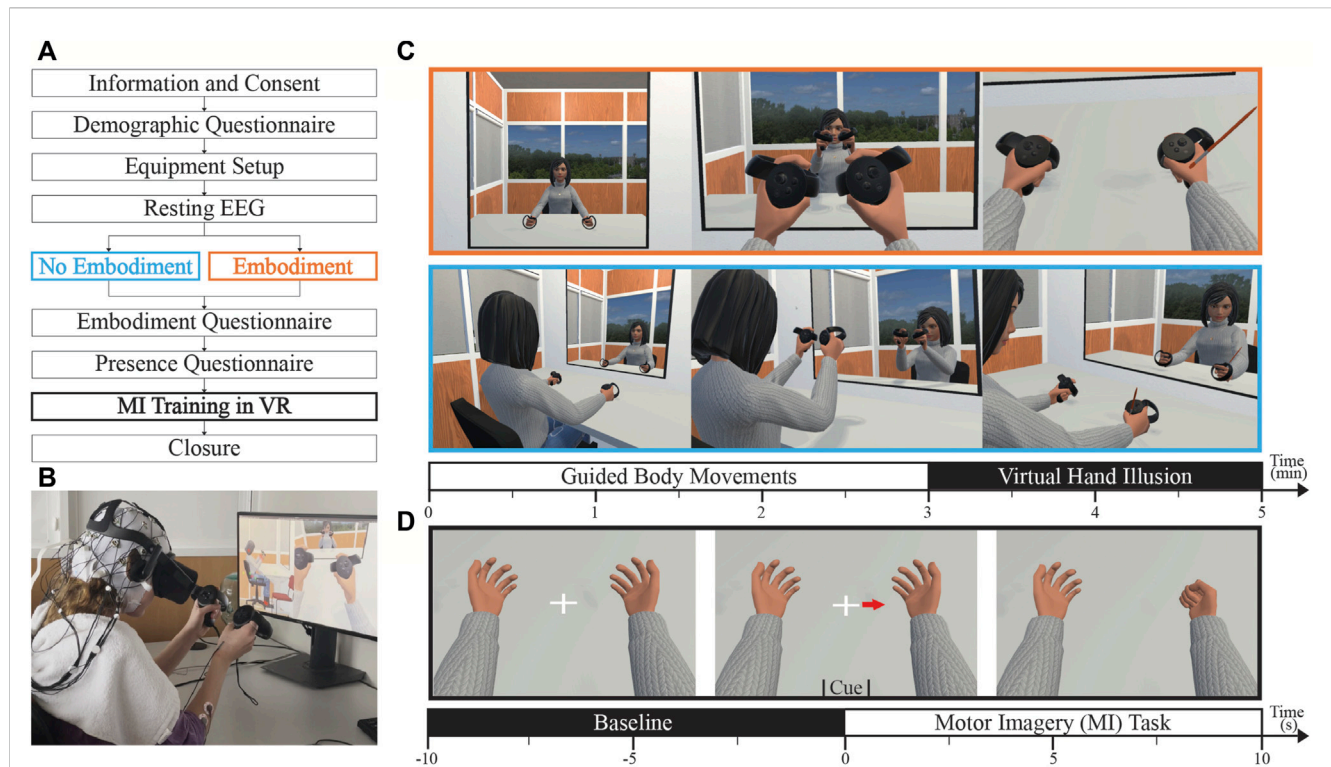 A
Information and Consent
Demographic Questionnaire
Equipment Setup
Resting EEG
No Embodiment
Embodiment
Embodiment Questionnaire
Presence Questionnaire
MI Training in VR
Closure
B
C
Guided Body Movements
Virtual Hand Illusion
Time
(min)
0 1 2 3 4 5
D
Cue
Baseline
Motor Imagery (MI) Task
Time
(s)
-10 -5 0 5 10